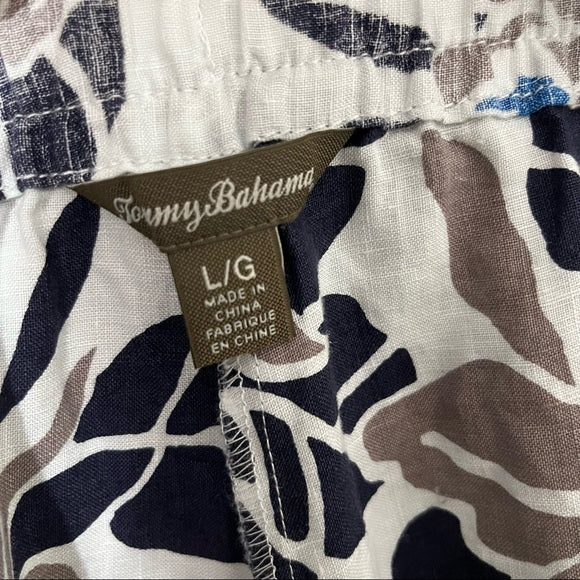 Tommy Bahama
L/G
MADE IN
CHINA
FABRIQUE
EN CHINE